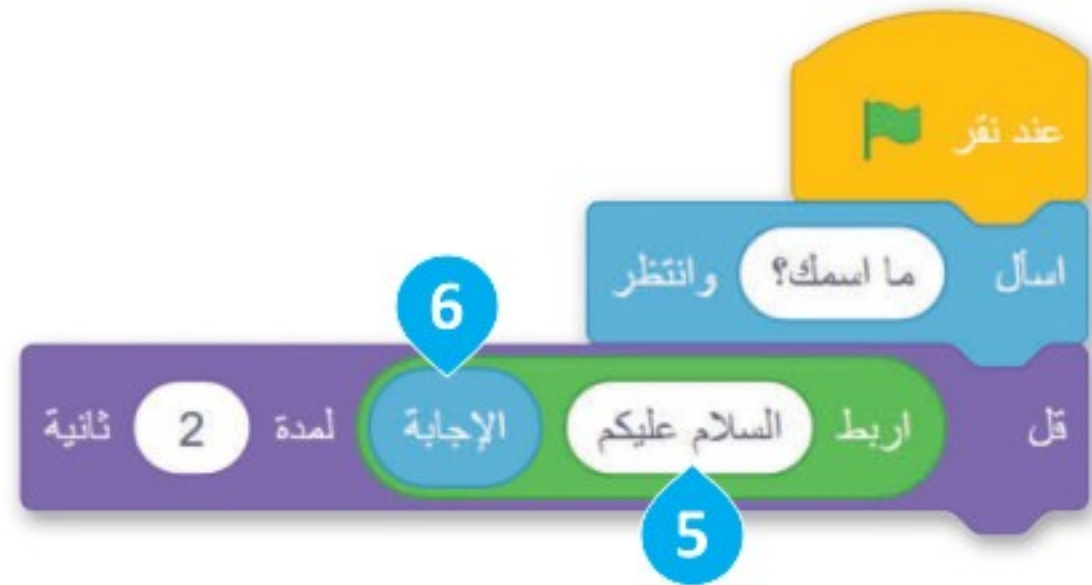 عند نقر
اسأل ما اسمك؟ وانتظر
6
قل اربط السلام عليكم الإجابة لمدة 2 ثانية
5